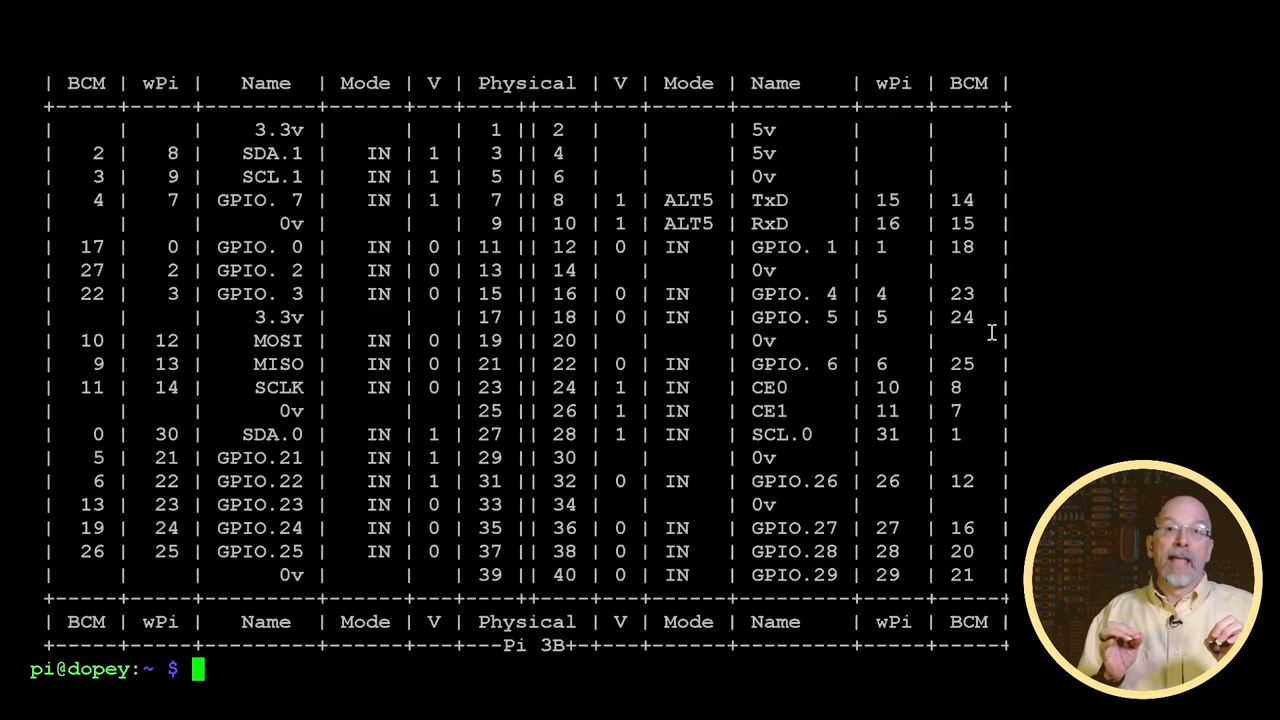 | BCM | wPi | Name | Mode | V | Physical | V | Mode | Name | wPi | BCM |
+-----+-----+---------+------+---+----++----+---+------+---------+-----+-----+
| | | 3.3v | | | 1 || 2 | | | 5v | | |
| 2 | 8 | SDA.1 | IN | 1 | 3 || 4 | | | 5v | | |
| 3 | 9 | SCL.1 | IN | 1 | 5 || 6 | | | 0v | | |
| 4 | 7 | GPIO. 7 | IN | 1 | 7 || 8 | 1 | ALT5 | TxD | 15 | 14 |
| | | 0v | | | 9 || 10 | 1 | ALT5 | RxD | 16 | 15 |
| 17 | 0 | GPIO. 0 | IN | 0 | 11 || 12 | 0 | IN | GPIO. 1 | 1 | 18 |
| 27 | 2 | GPIO. 2 | IN | 0 | 13 || 14 | | | 0v | | |
| 22 | 3 | GPIO. 3 | IN | 0 | 15 || 16 | 0 | IN | GPIO. 4 | 4 | 23 |
| | | 3.3v | | | 17 || 18 | 0 | IN | GPIO. 5 | 5 | 24 |
| 10 | 12 | MOSI | IN | 0 | 19 || 20 | | | 0v | | |
| 9 | 13 | MISO | IN | 0 | 21 || 22 | 0 | IN | GPIO. 6 | 6 | 25 |
| 11 | 14 | SCLK | IN | 0 | 23 || 24 | 1 | IN | CE0 | 10 | 8 |
| | | 0v | | | 25 || 26 | 1 | IN | CE1 | 11 | 7 |
| 0 | 30 | SDA.0 | IN | 1 | 27 || 28 | 1 | IN | SCL.0 | 31 | 1 |
| 5 | 21 | GPIO.21 | IN | 1 | 29 || 30 | | | 0v | | |
| 6 | 22 | GPIO.22 | IN | 1 | 31 || 32 | 0 | IN | GPIO.26 | 26 | 12 |
| 13 | 23 | GPIO.23 | IN | 0 | 33 || 34 | | | 0v | | |
| 19 | 24 | GPIO.24 | IN | 0 | 35 || 36 | 0 | IN | GPIO.27 | 27 | 16 |
| 26 | 25 | GPIO.25 | IN | 0 | 37 || 38 | 0 | IN | GPIO.28 | 28 | 20 |
| | | 0v | | | 39 || 40 | 0 | IN | GPIO.29 | 29 | 21 |
+-----+-----+---------+------+---+----++----+---+------+---------+-----+-----+
| BCM | wPi | Name | Mode | V | Physical | V | Mode | Name | wPi | BCM |
+-----+-----+---------+------+---+---Pi 3B--+---+------+---------+-----+-----+
pi@dopey:~ $